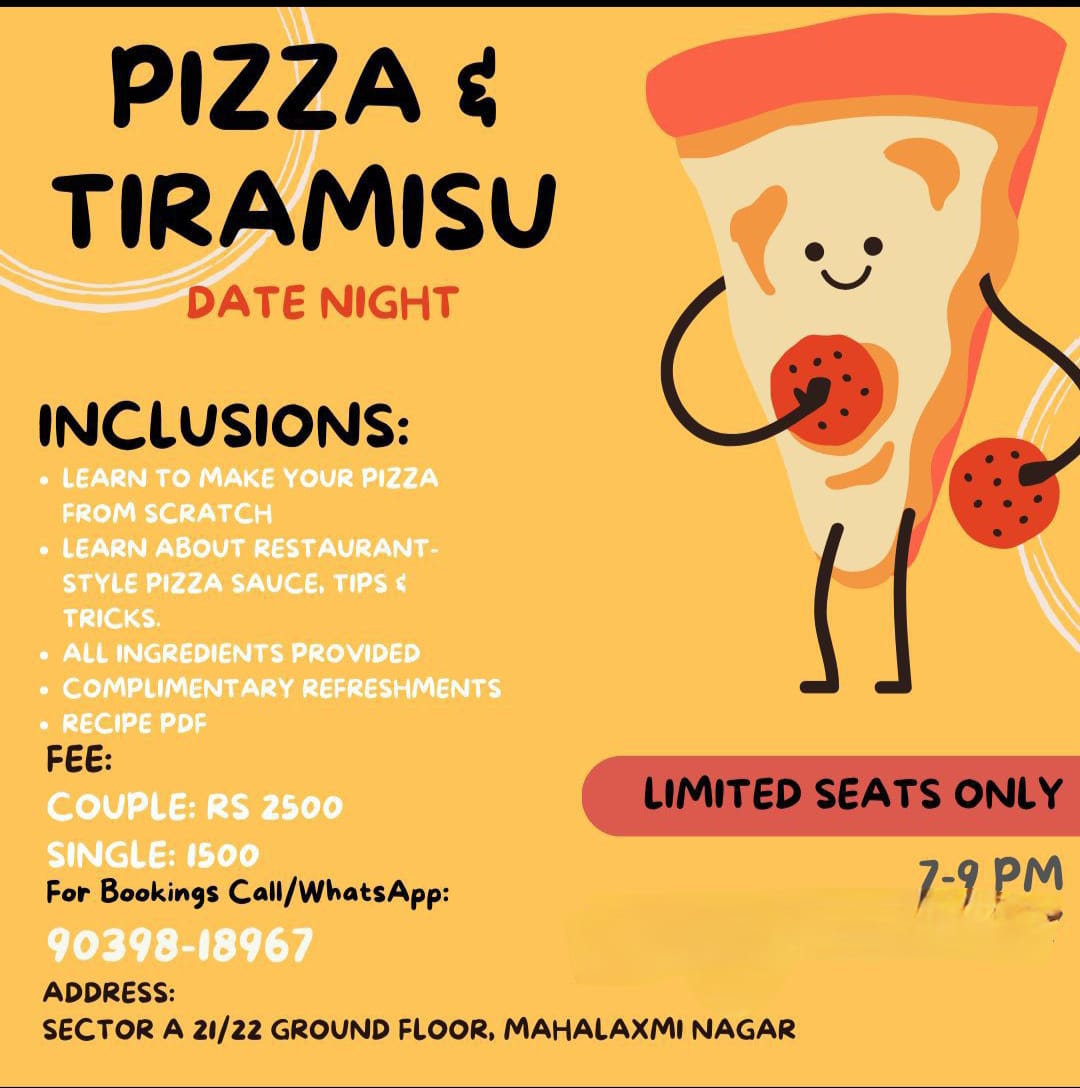 PIZZA &
TIRAMISU
DATE NIGHT
INCLUSIONS:
• LEARN TO MAKE YOUR PIZZA
FROM SCRATCH
• LEARN ABOUT RESTAURANT-
STYLE PIZZA SAUCE, TIPS &
TRICKS.
• ALL INGREDIENTS PROVIDED
• COMPLIMENTARY REFRESHMENTS
• RECIPE PDF
FEE:
COUPLE: RS 2500
SINGLE: 1500
For Bookings Call/WhatsApp:
90398-18967
ADDRESS:
SECTOR A 21/22 GROUND FLOOR, MAHALAXMI NAGAR
LIMITED SEATS ONLY
7-9 PM